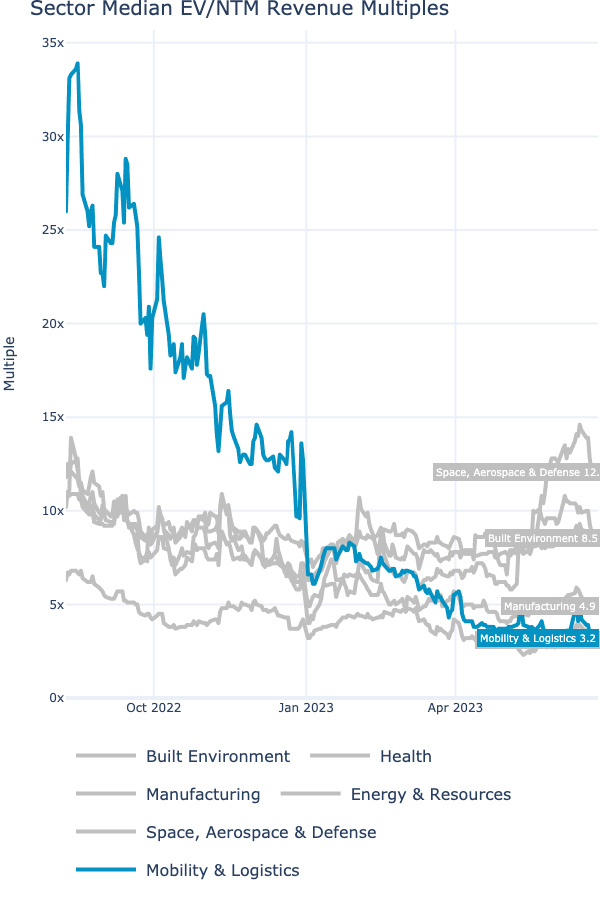 Sector Median EV/NTM Revenue Multiples
35x
30x
25x
20x
15x
10x
5x
0x
Multiple
Space, Aerospace & Defense 12.
Built Environment 8.5
Manufacturing 4.9
Mobility & Logistics 3.2
Oct 2022
Jan 2023
Apr 2023
Built Environment
Health
Manufacturing
Energy & Resources
Space, Aerospace & Defense
Mobility & Logistics